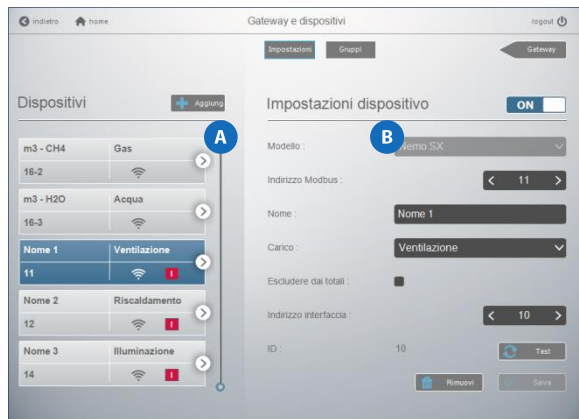 indietro home Gateway e dispositivi logout
Impostazioni Gruppi Gateway
Dispositivi Aggiung
A
m3 - CH4 Gas
16-2
m3 - H2O Acqua
16-3
Nome 1 Ventilazione
11 I
Nome 2 Riscaldamento
12 I
Nome 3 Illuminazione
14 I
Impostazioni dispositivo ON
B
Modello : Nemo SX
Indirizzo Modbus : < 11 >
Nome : Nome 1
Carico : Ventilazione
Escludere dai totali :
Indirizzo interfaccia : < 10 >
ID : 10 Test
Rimuovi Salva